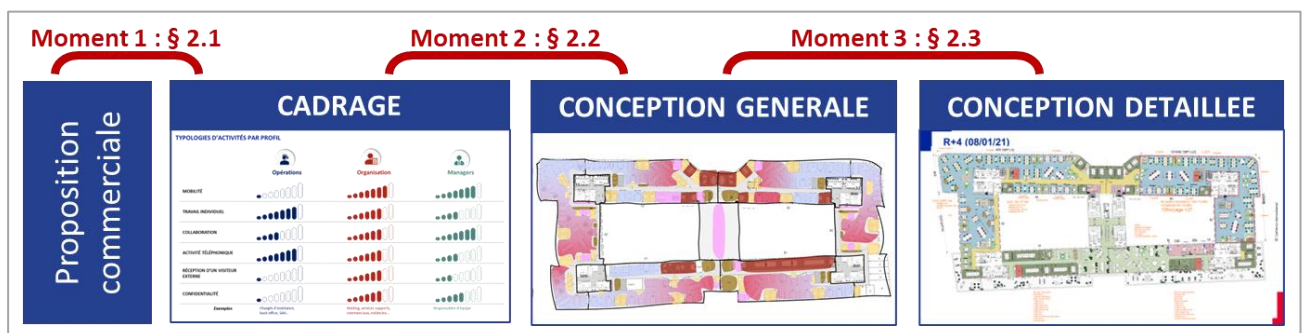 Moment 1 : § 2.1
Moment 2 : § 2.2
Moment 3 : § 2.3
Proposition
commerciale
CADRAGE
TYPOLOGIES D'ACTIVITÉS PAR PROFIL
Opérations
Organisation
Managers
MOBILITÉ
TRAVAIL INDIVIDUEL
COLLABORATION
ACTIVITÉ TÉLÉPHONIQUE
RÉCEPTION D'UN VISITEUR
EXTERNE
CONFIDENTIALITÉ
Exemples
CONCEPTION GENERALE
CONCEPTION DETAILLEE
R+4 (08/01/21)